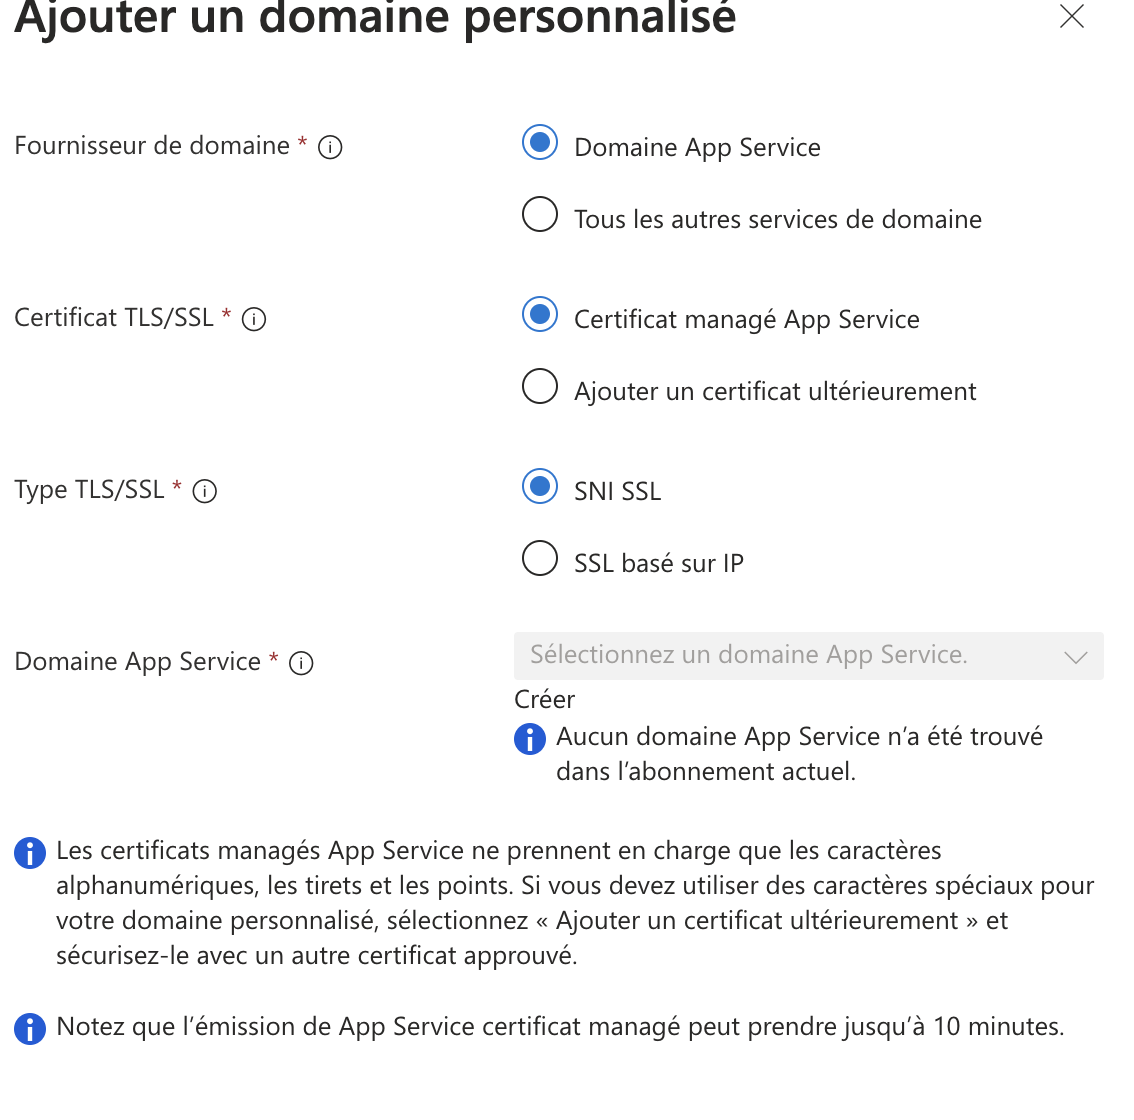 Ajouter un domaine personnalisé
Fournisseur de domaine *
Domaine App Service
Tous les autres services de domaine
Certificat TLS/SSL *
Certificat managé App Service
Ajouter un certificat ultérieurement
Type TLS/SSL *
SNI SSL
SSL basé sur IP
Domaine App Service *
Sélectionnez un domaine App Service.
Créer
Aucun domaine App Service n’a été trouvé
dans l’abonnement actuel.
Les certificats managés App Service ne prennent en charge que les caractères
alphanumériques, les tirets et les points. Si vous devez utiliser des caractères spéciaux pour
votre domaine personnalisé, sélectionnez « Ajouter un certificat ultérieurement » et
sécurisez-le avec un autre certificat approuvé.
Notez que l’émission de App Service certificat managé peut prendre jusqu’à 10 minutes.